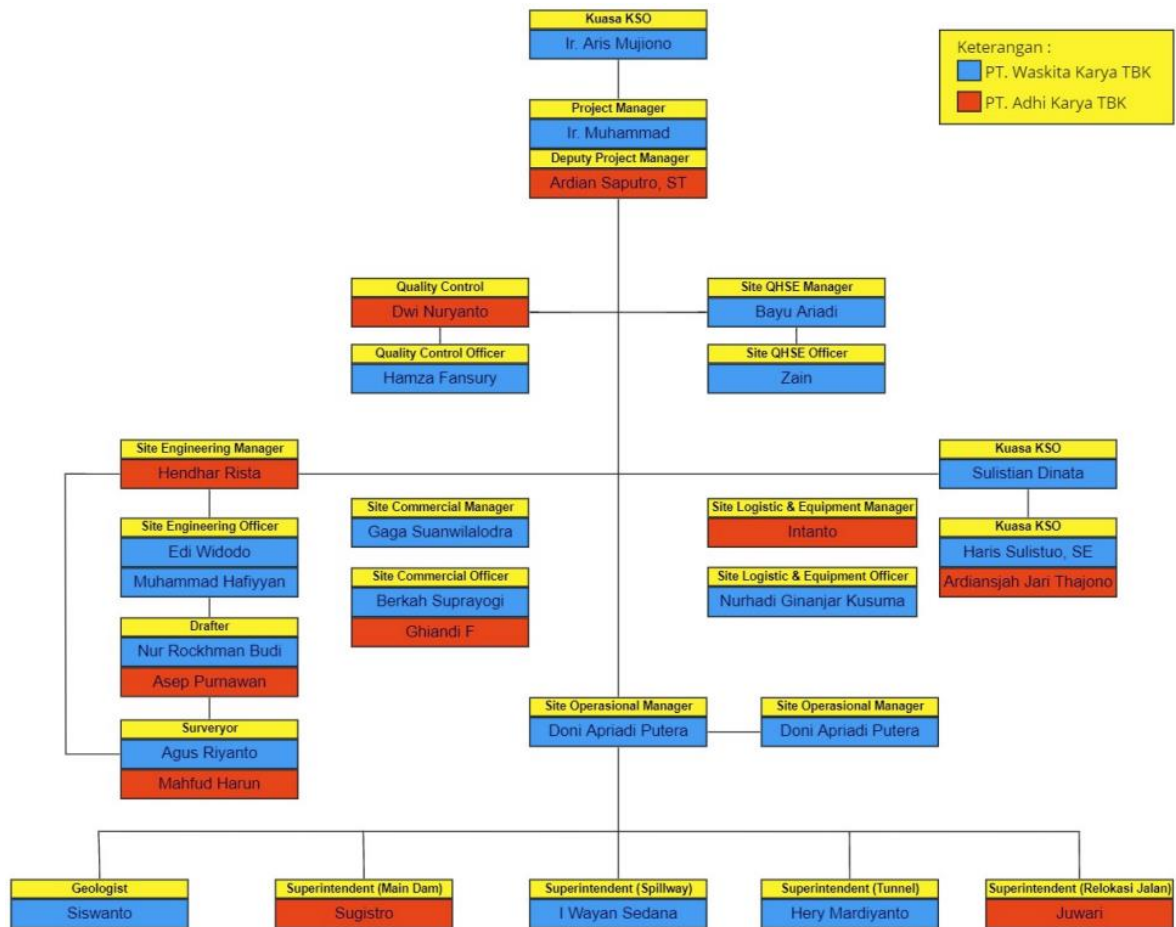 Kuasa KSO
Ir. Aris Mujiono
Keterangan :
PT. Waskita Karya TBK
PT. Adhi Karya TBK
Project Manager
Ir. Muhammad
Deputy Project Manager
Ardian Saputro, ST
Quality Control
Dwi Nuryanto
Quality Control Officer
Hamza Fansury
Site QHSE Manager
Bayu Ariadi
Site QHSE Officer
Zain
Site Engineering Manager
Hendhar Rista
Site Engineering Officer
Edi Widodo
Muhammad Hafiyyan
Drafter
Nur Rockhman Budi
Asep Purnawan
Surveryor
Agus Riyanto
Mahfud Harun
Site Commercial Manager
Gaga Suanwilalodra
Site Commercial Officer
Berkah Suprayogi
Ghiandi F
Site Logistic & Equipment Manager
Intanto
Site Logistic & Equipment Officer
Nurhadi Ginanjar Kusuma
Kuasa KSO
Sulistian Dinata
Kuasa KSO
Haris Sulistuo, SE
Ardiansjah Jari Thajono
Site Operasional Manager
Doni Apriadi Putera
Site Operasional Manager
Doni Apriadi Putera
Geologist
Siswanto
Superintendent (Main Dam)
Sugistro
Superintendent (Spillway)
I Wayan Sedana
Superintendent (Tunnel)
Hery Mardiyanto
Superintendent (Relokasi Jalan)
Juwari